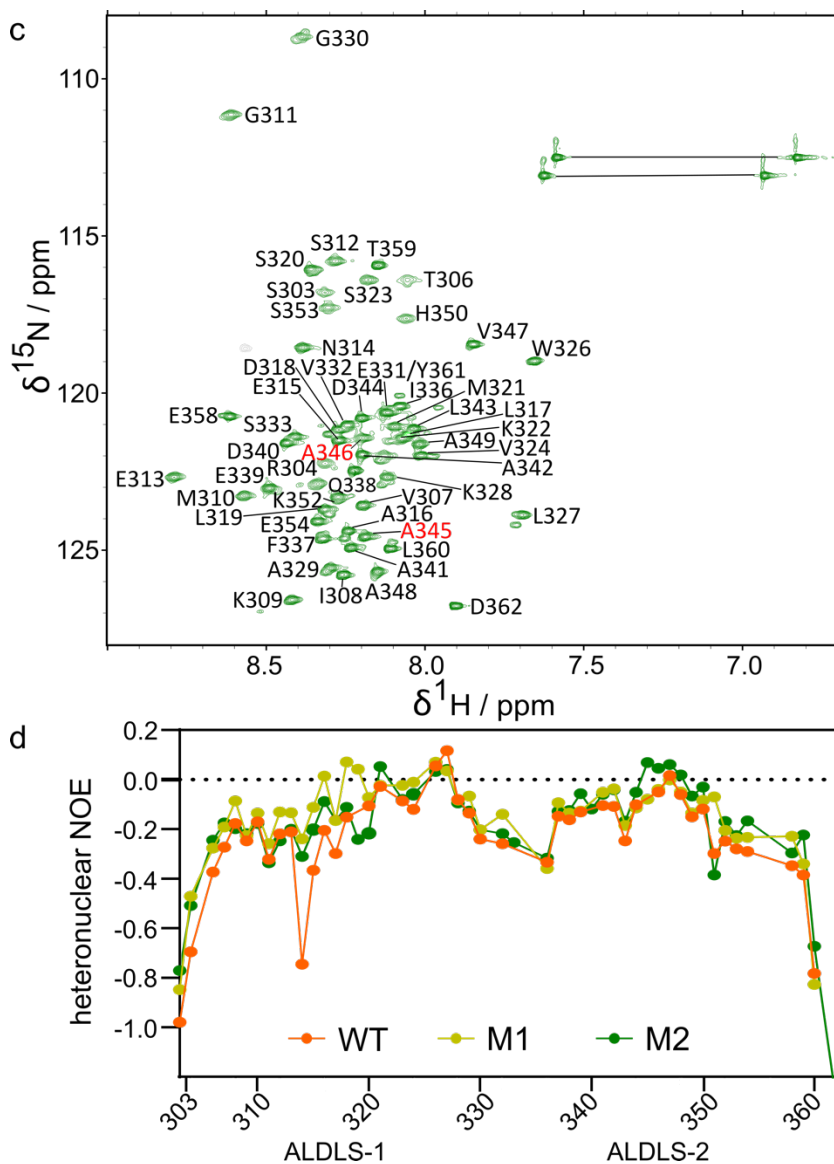 c
G330
110
G311
115
S312
T359
S320
T306
S303
S323
S353
H350
V347
N314
W326
D318
V332
E331/Y361
120
E315
D344
I336
M321
L343
L317
E358
S333
K322
A349
V324
D340
A346
A342
R304
E313
E339
Q338
K328
M310
K352
V307
L319
A316
L327
E354
A345
F337
L360
125
A329
A341
I308
A348
K309
D362
δ15N / ppm
8.5
8.0
7.5
7.0
δ1H / ppm
d
0.2
0.0
-0.2
-0.4
-0.6
-0.8
-1.0
heteronuclear NOE
WT
M1
M2
303
310
320
330
340
350
360
ALDLS-1
ALDLS-2